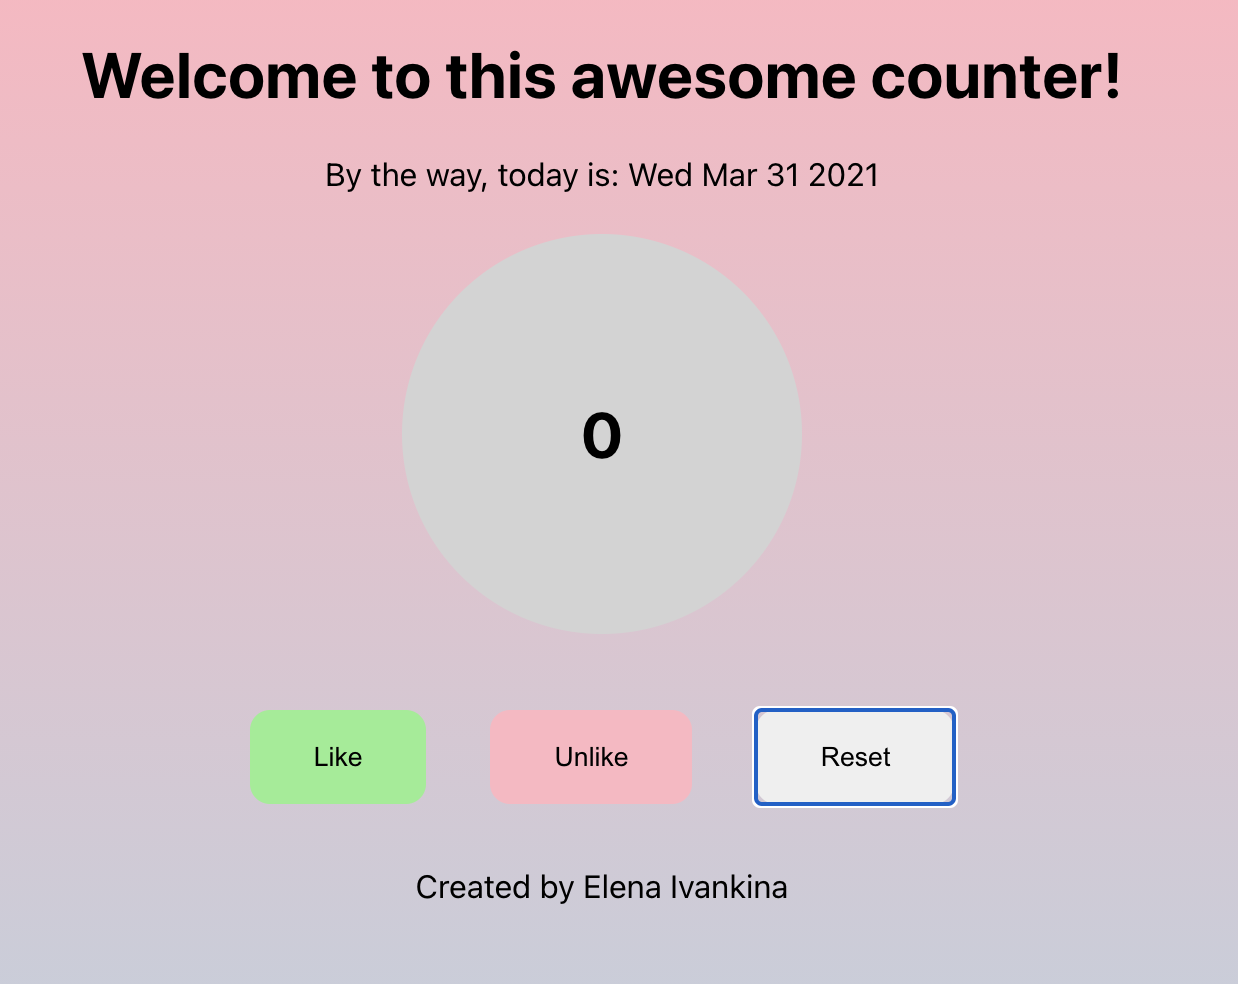 Welcome to this awesome counter!
By the way, today is: Wed Mar 31 2021
0
Like
Unlike
Reset
Created by Elena Ivankina